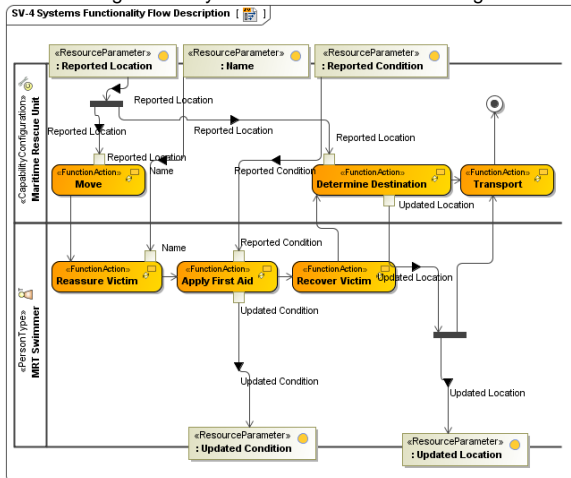 SV-4 Systems Functionality Flow Description [ ]
«ResourceParameter»
: Reported Location
«ResourceParameter»
: Name
«ResourceParameter»
: Reported Condition
Reported Location
Reported Location
Reported Location
Reported Location
Reported Location
Name
Reported Condition
«CapabilityConfiguration»
Maritime Rescue Unit
«FunctionAction»
Move
«FunctionAction»
Determine Destination
«FunctionAction»
Transport
Updated Location
Name
Reported Condition
«PersonType»
MRT Swimmer
«FunctionAction»
Reassure Victim
«FunctionAction»
Apply First Aid
«FunctionAction»
Recover Victim
Updated Location
Updated Condition
Updated Condition
Updated Location
«ResourceParameter»
: Updated Condition
«ResourceParameter»
: Updated Location